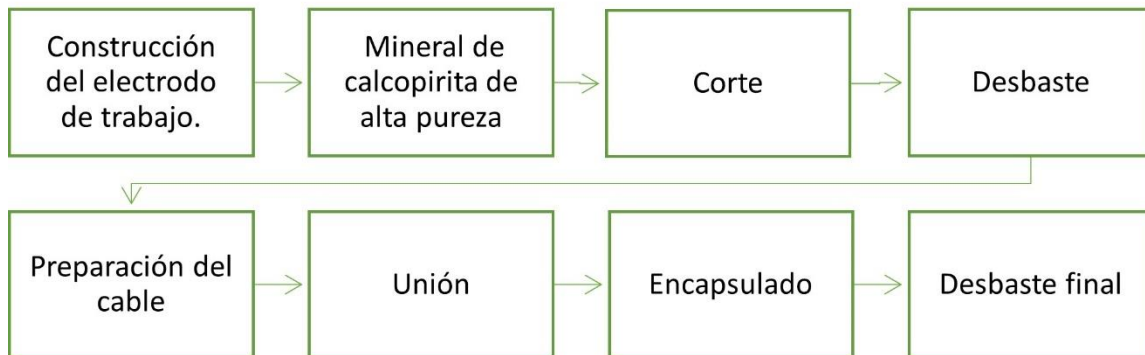 Construcción
del electrodo
de trabajo.
Mineral de
calcopirita de
alta pureza
Corte
Desbaste
Preparación del
cable
Unión
Encapsulado
Desbaste final